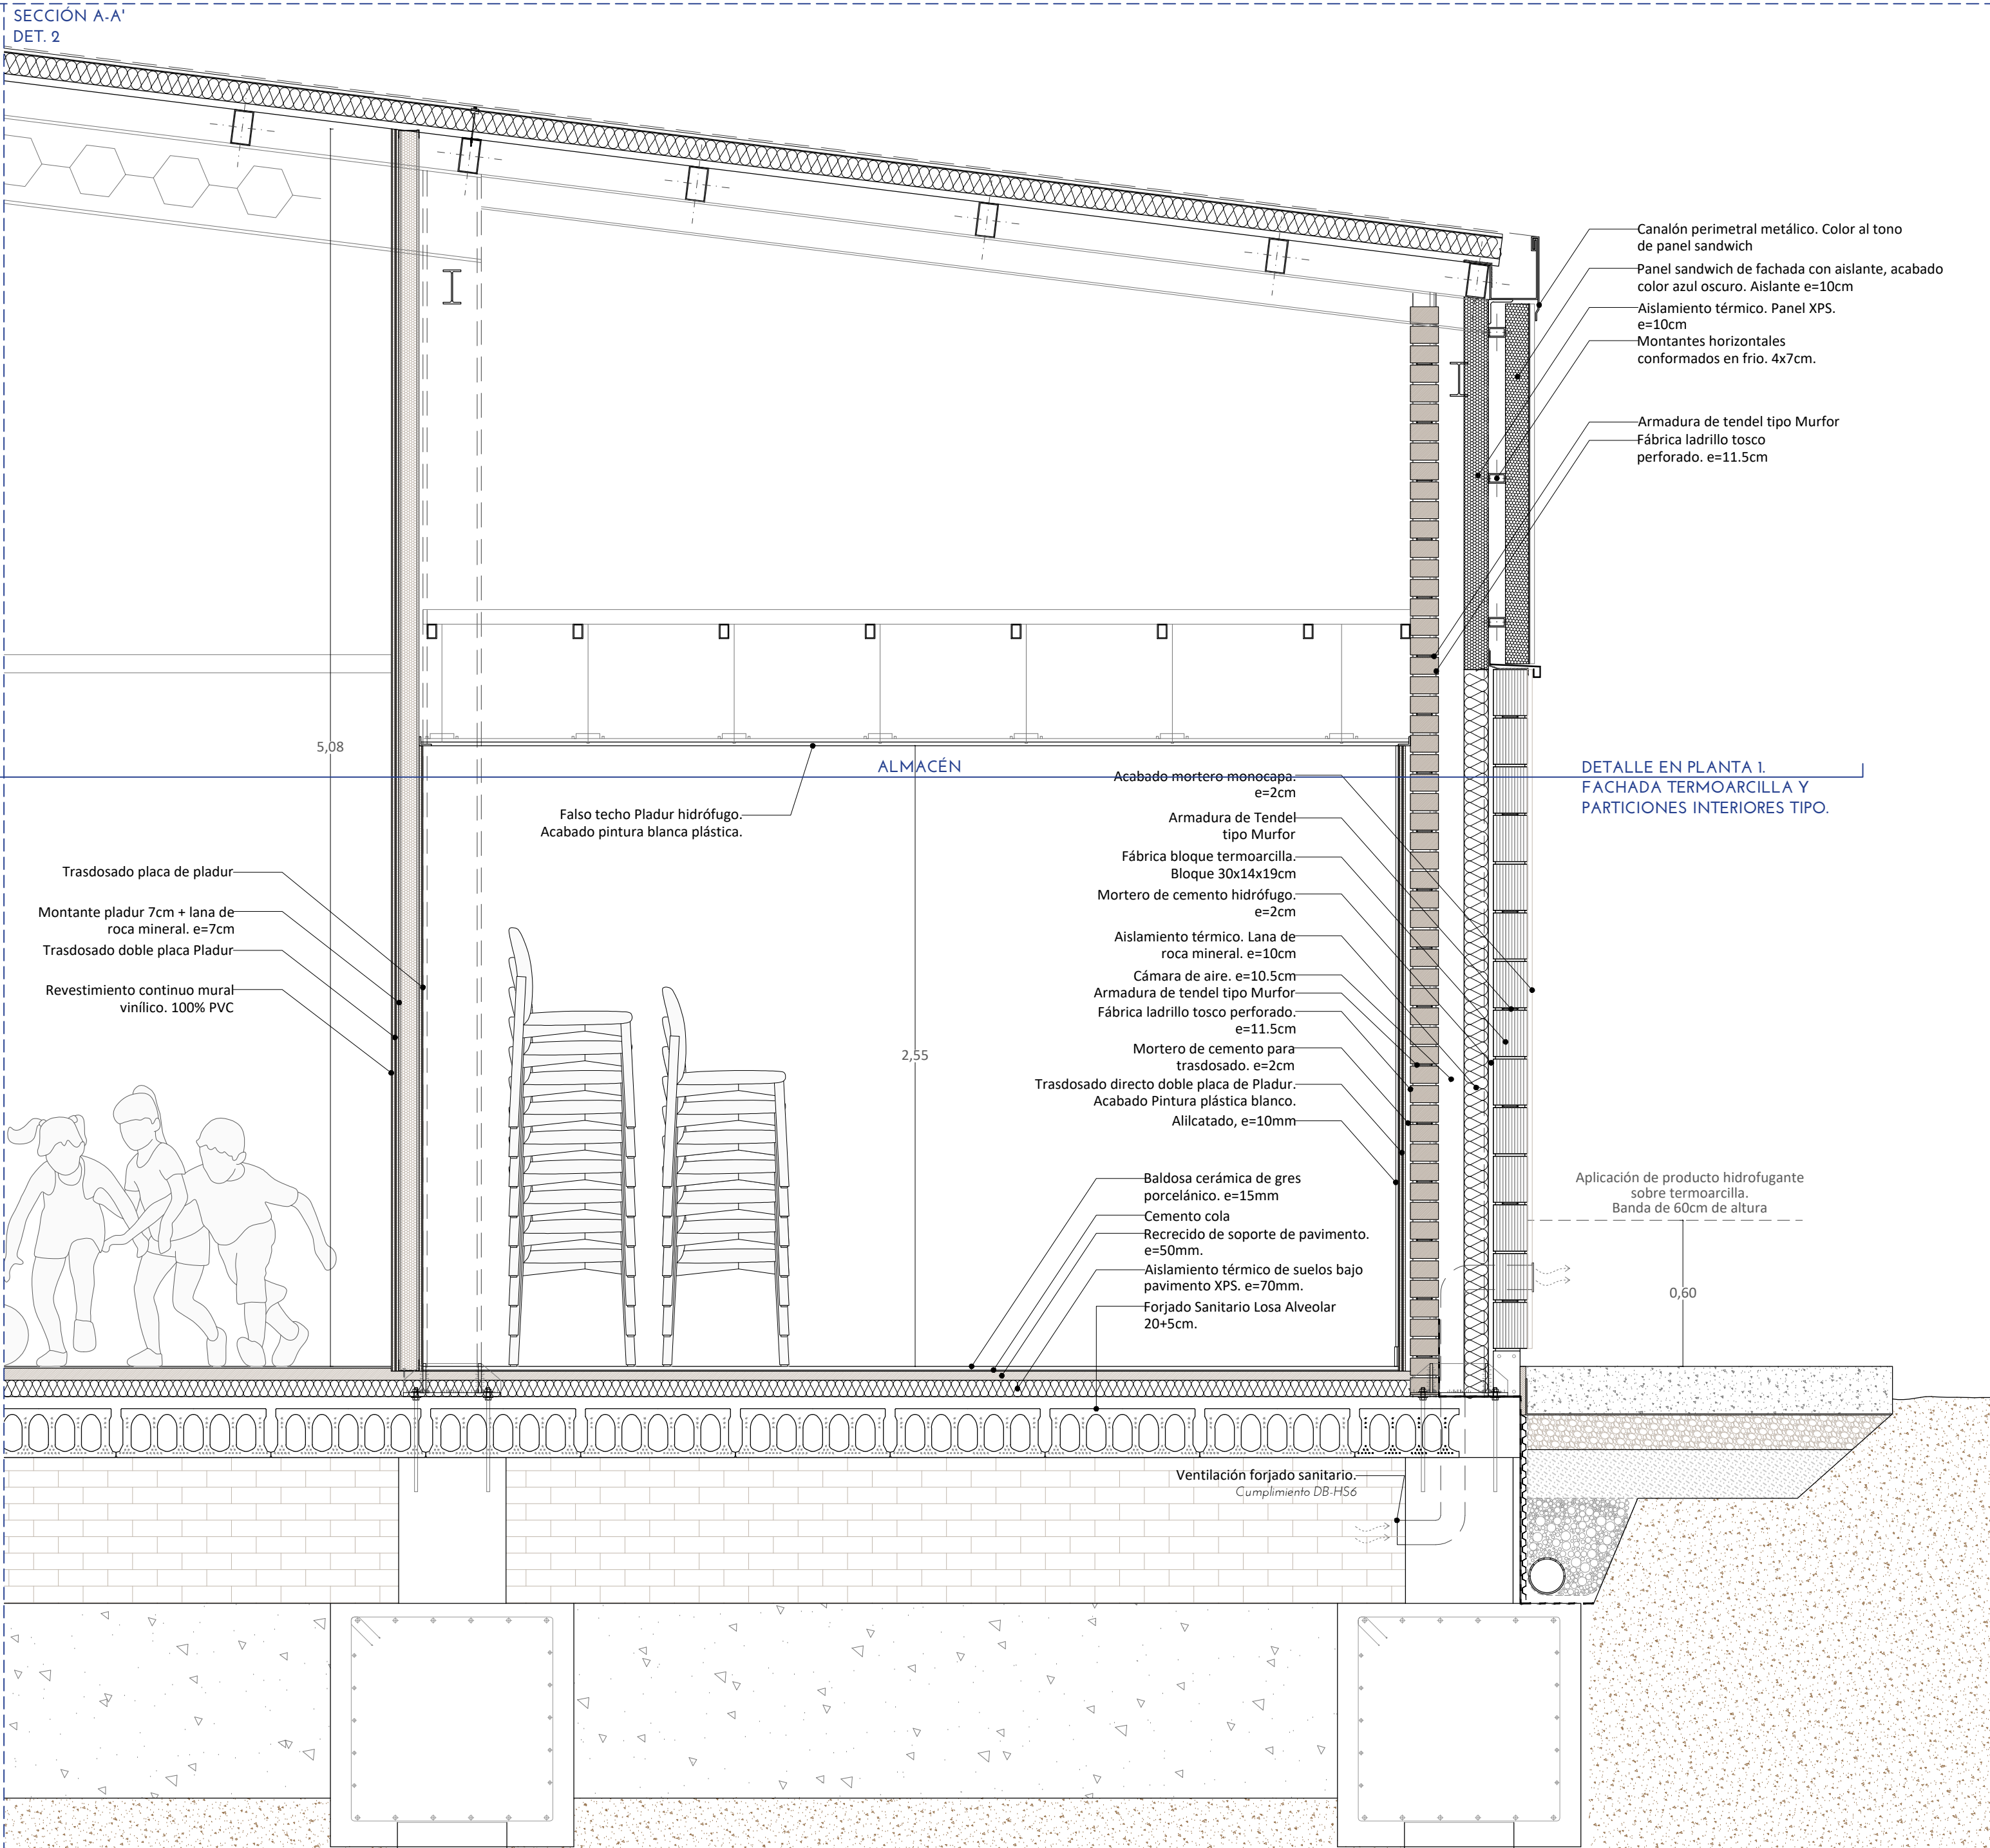 SECCIÓN A-A'
DET. 2
Canalón perimetral metálico. Color al tono
de panel sandwich
Panel sandwich de fachada con aislante, acabado
color azul oscuro. Aislante e=10cm
Aislamiento térmico. Panel XPS.
e=10cm
Montantes horizontales
conformados en frio. 4x7cm.
Armadura de tendel tipo Murfor
Fábrica ladrillo tosco
perforado. e=11.5cm
5,08
ALMACÉN
DETALLE EN PLANTA 1.
FACHADA TERMOARCILLA Y
PARTICIONES INTERIORES TIPO.
Falso techo Pladur hidrófugo.
Acabado pintura blanca plástica.
Acabado mortero monocapa.
e=2cm
Armadura de Tendel
tipo Murfor
Fábrica bloque termoarcilla.
Bloque 30x14x19cm
Mortero de cemento hidrófugo.
e=2cm
Aislamiento térmico. Lana de
roca mineral. e=10cm
Cámara de aire. e=10.5cm
Armadura de tendel tipo Murfor
Fábrica ladrillo tosco perforado.
e=11.5cm
Mortero de cemento para
trasdosado. e=2cm
Trasdosado directo doble placa de Pladur.
Acabado Pintura plástica blanco.
Alilcatado, e=10mm
Trasdosado placa de pladur
Montante pladur 7cm + lana de
roca mineral. e=7cm
Trasdosado doble placa Pladur
Revestimiento continuo mural
vinílico. 100% PVC
2,55
Baldosa cerámica de gres
porcelánico. e=15mm
Cemento cola
Recrecido de soporte de pavimento.
e=50mm.
Aislamiento térmico de suelos bajo
pavimento XPS. e=70mm.
Forjado Sanitario Losa Alveolar
20+5cm.
Aplicación de producto hidrofugante
sobre termoarcilla.
Banda de 60cm de altura
0,60
Ventilación forjado sanitario.
Cumplimiento DB-HS6